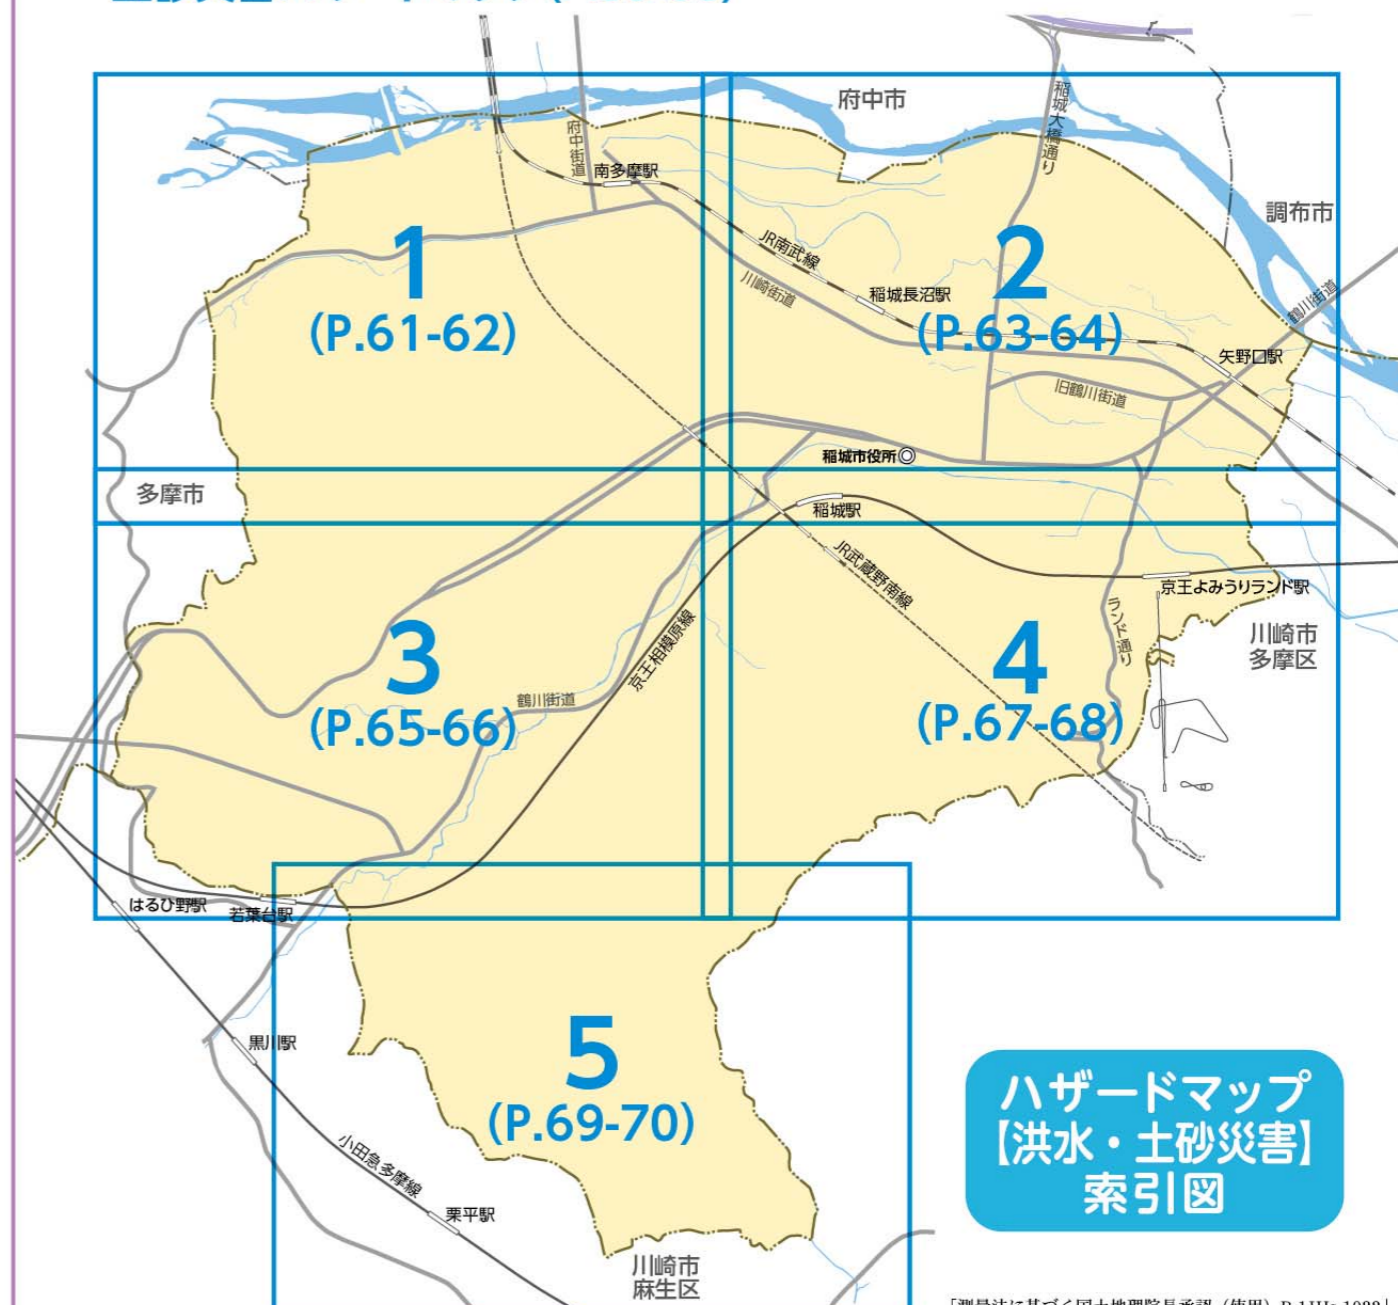 府中市
稲城大橋通り
府中街道
南多摩駅
調布市
1
(P.61-62)
JR南武線
川崎街道
稲城長沼駅
2
(P.63-64)
鶴川街道
矢野口駅
旧鶴川街道
稲城市役所◎
多摩市
稲城駅
JR武蔵野南線
京王よみうりランド駅
ランド通り
川崎市
多摩区
3
(P.65-66)
鶴川街道
京王相模原線
4
(P.67-68)
はるひ野駅
若葉台駅
黒川駅
5
(P.69-70)
小田急多摩線
栗平駅
川崎市
麻生区
ハザードマップ
【洪水・土砂災害】
索引図